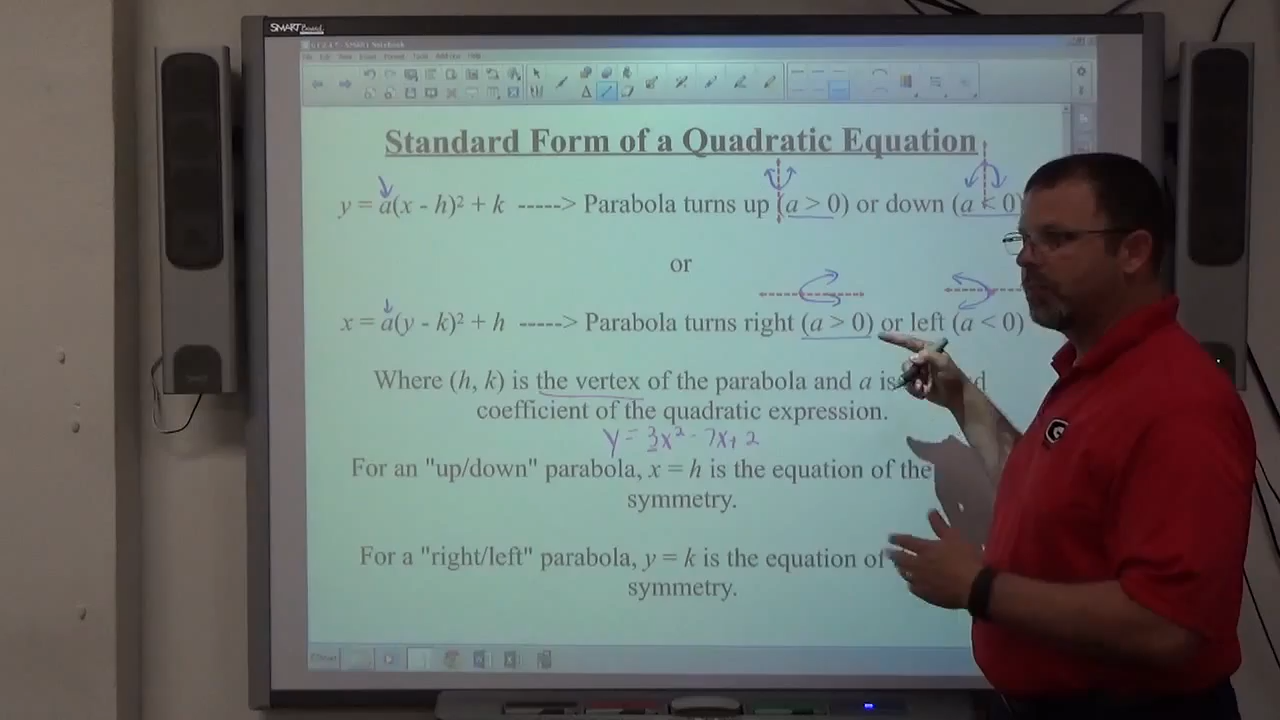 SMART Board
Standard Form of a Quadratic Equation
y = a(x - h)² + k -----> Parabola turns up (a > 0) or down (a < 0)
or
x = a(y - k)² + h -----> Parabola turns right (a > 0) or left (a < 0)
Where (h, k) is the vertex of the parabola and a is
coefficient of the quadratic expression.
y = 3x² - 7x + 2
For an "up/down" parabola, x = h is the equation of the
symmetry.
For a "right/left" parabola, y = k is the equation of
symmetry.
G